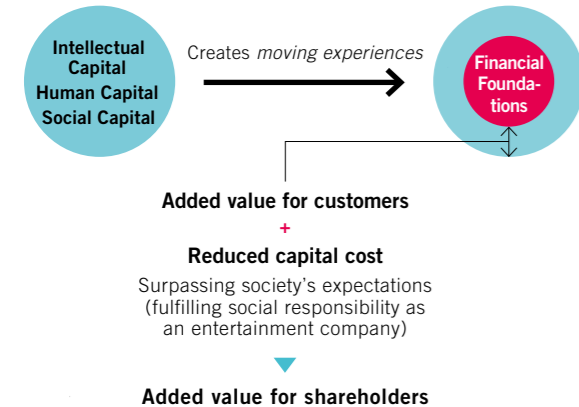 Intellectual
Capital
Human Capital
Social Capital
Creates moving experiences
Financial
Founda-
tions
Added value for customers
+
Reduced capital cost
Surpassing society's expectations
(fulfilling social responsibility as
an entertainment company)
Added value for shareholders